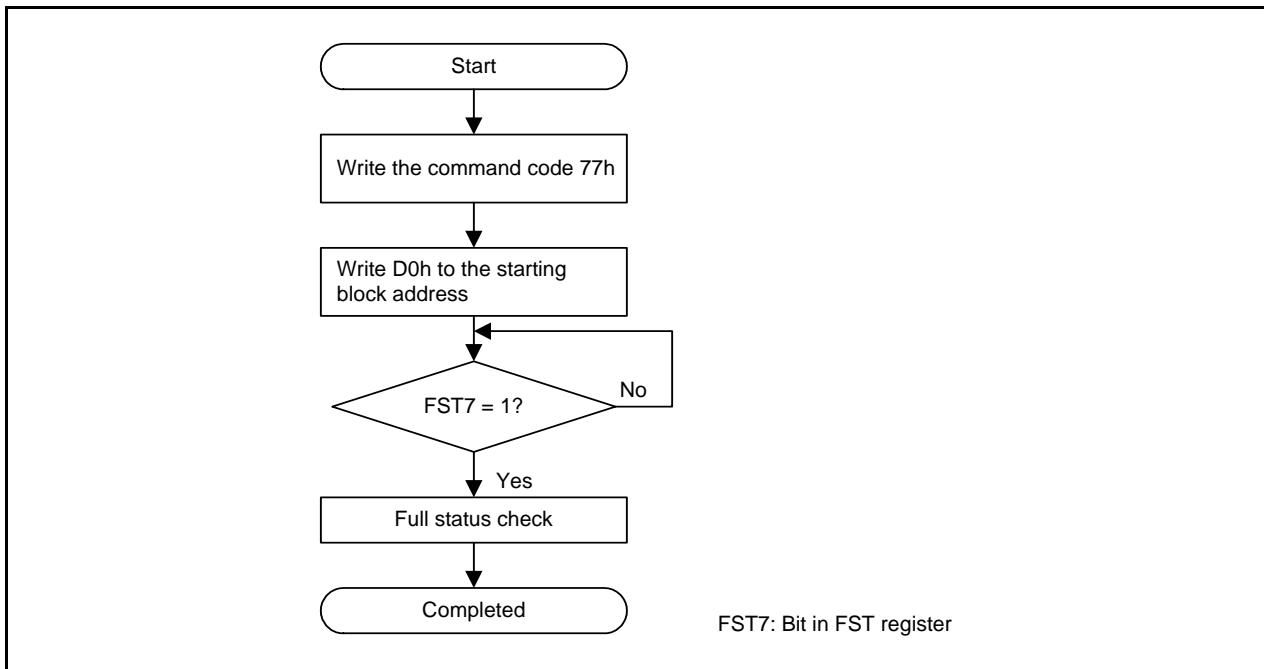 Start
Write the command code 77h
Write D0h to the starting
block address
FST7 = 1?
No
Yes
Full status check
Completed
FST7: Bit in FST register